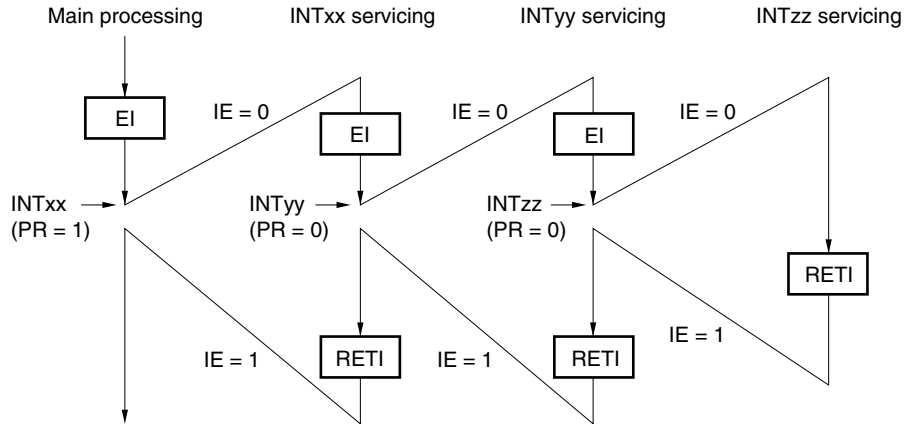 Main processing
INTxx servicing
INTyy servicing
INTzz servicing
EI
IE = 0
EI
IE = 0
EI
IE = 0
INTxx
(PR = 1)
INTyy
(PR = 0)
INTzz
(PR = 0)
RETI
IE = 1
RETI
IE = 1
RETI
IE = 1